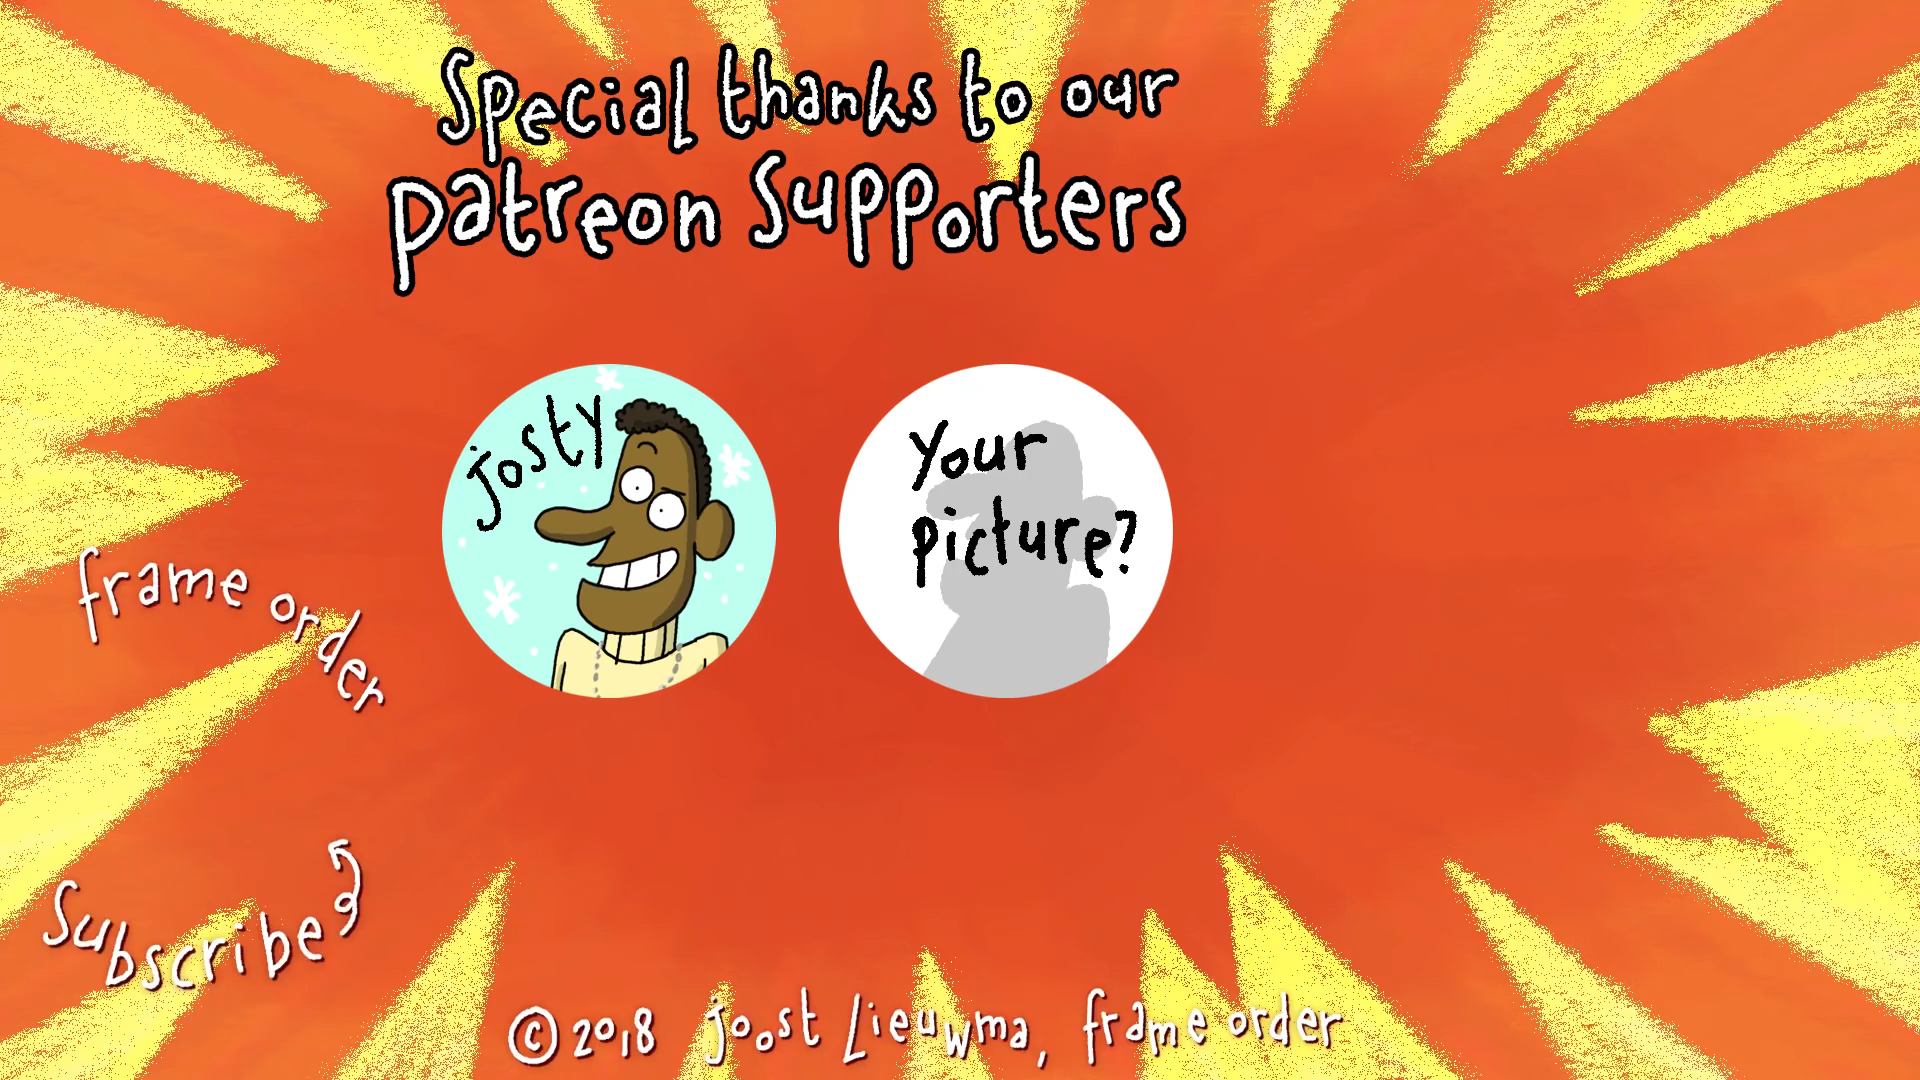 Special thanks to our
patreon Supporters
josty
Your
picture?
frame order
Subscribe
© 2018 joost Lieuwma, frame order